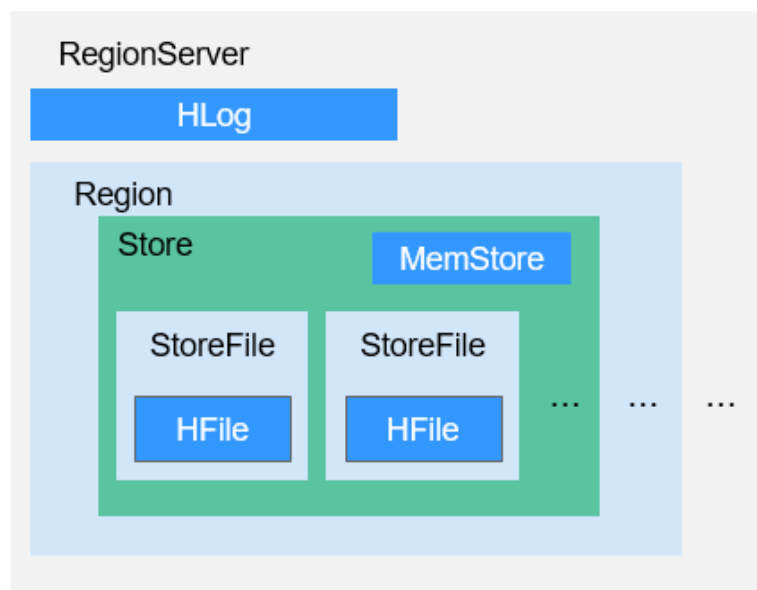 RegionServer
HLog
Region
Store
MemStore
StoreFile
StoreFile
HFile
HFile
... ... ...